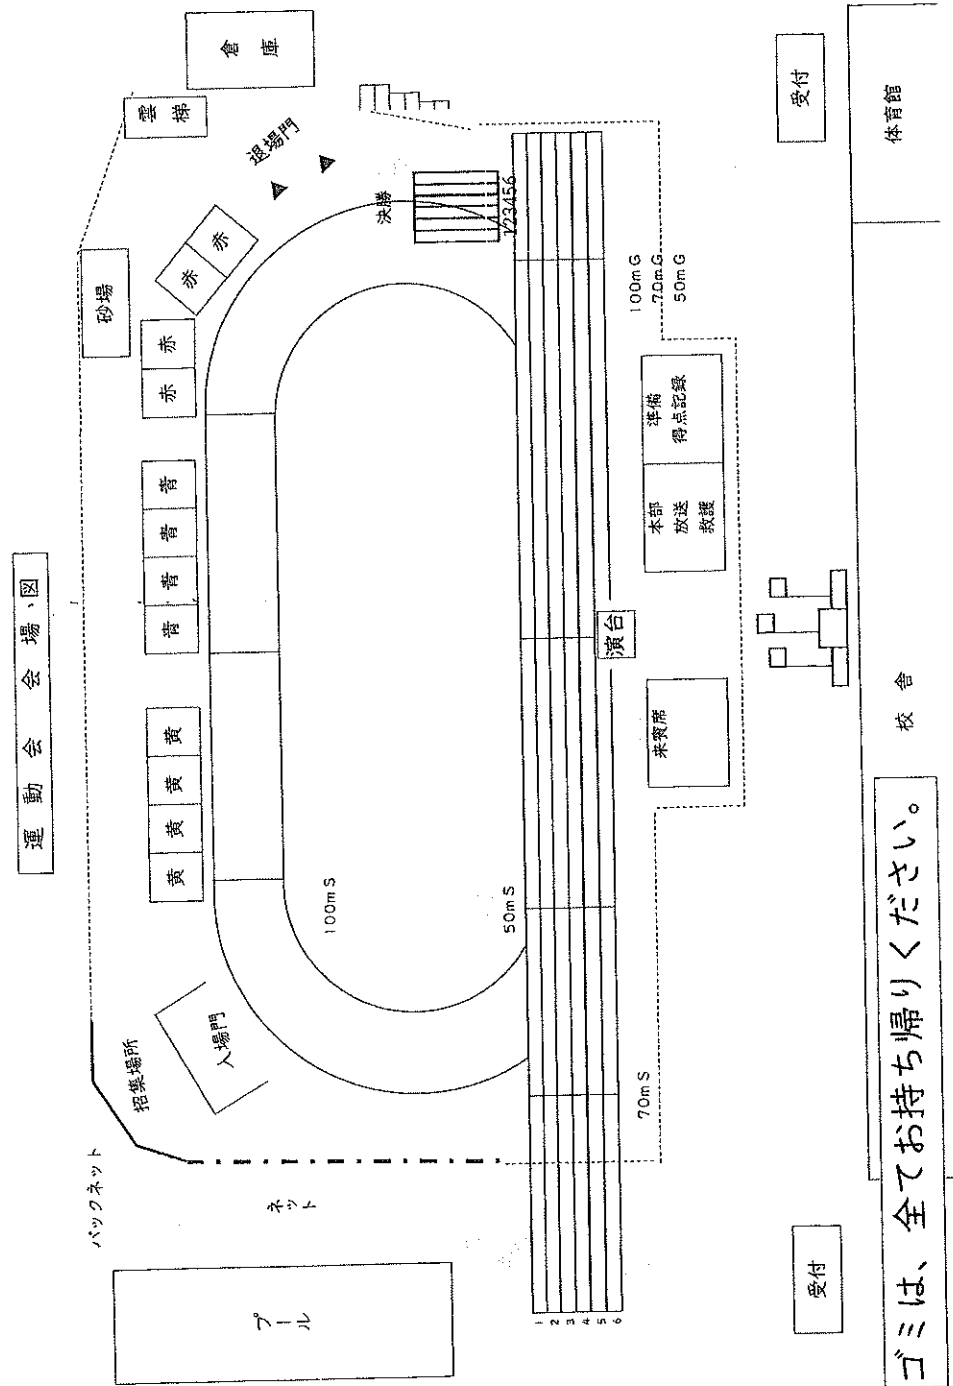 運動会会場図
バックネット
招集場所
入場門
ネット
プール
黄
黄
黄
黄
青
青
青
青
赤
赤
赤
赤
砂場
雲梯
倉庫
退場門
決勝
123456
100mS
50mS
70mS
100mG
70mG
50mG
1
2
3
4
5
6
演台
来賓席
本部
放送
救護
準備
得点記録
受付
受付
校舎
体育館
ゴミは、全てお持ち帰りください。